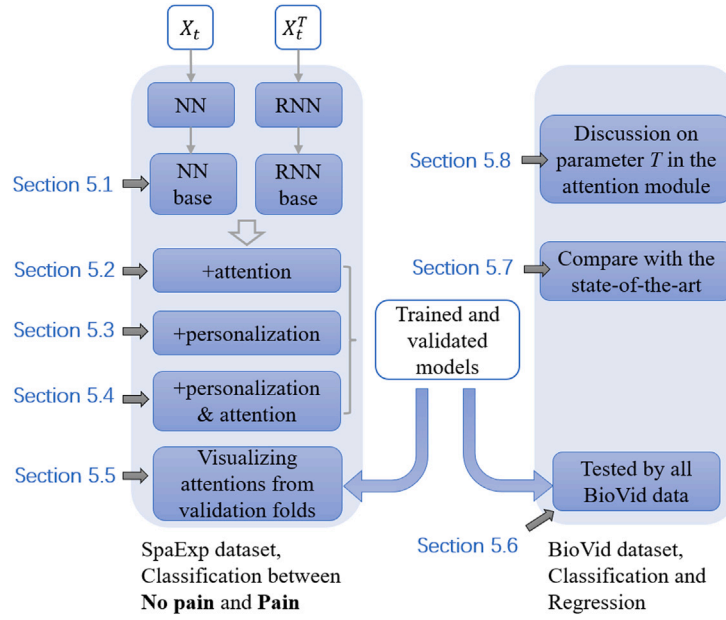 X_t
X_t^T
NN
RNN
Section 5.1
NN
base
RNN
base
Section 5.2
+attention
Section 5.3
+personalization
Section 5.4
+personalization
& attention
Section 5.5
Visualizing
attentions from
validation folds
SpaExp dataset,
Classification between
No pain and Pain
Trained and
validated
models
Section 5.8
Discussion on
parameter T in the
attention module
Section 5.7
Compare with the
state-of-the-art
Tested by all
BioVid data
Section 5.6
BioVid dataset,
Classification and
Regression